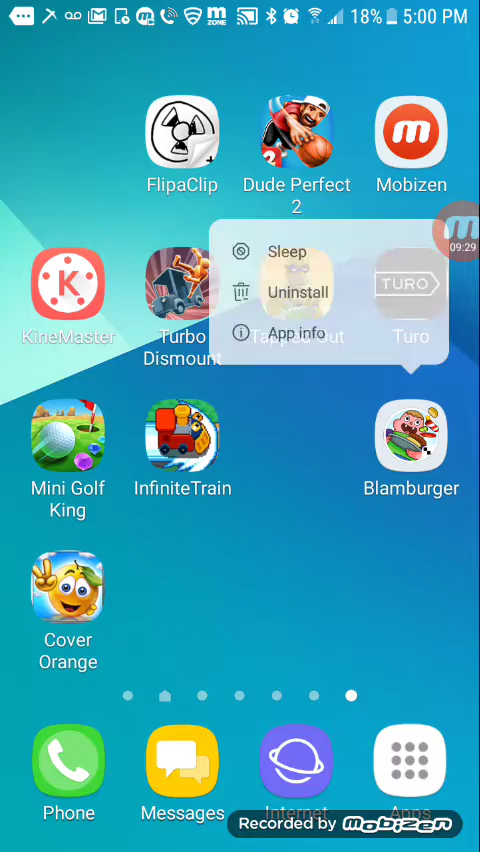 ZONE
18% 5:00 PM
FlipaClip
Dude Perfect
2
Mobizen
09:29
Sleep
Uninstall
App info
TURO
KineMaster
Turbo
Dismount
Tapped Out
Turo
Mini Golf
King
InfiniteTrain
Blamburger
Cover
Orange
Phone
Messages
Internet
Apps
Recorded by mobizen